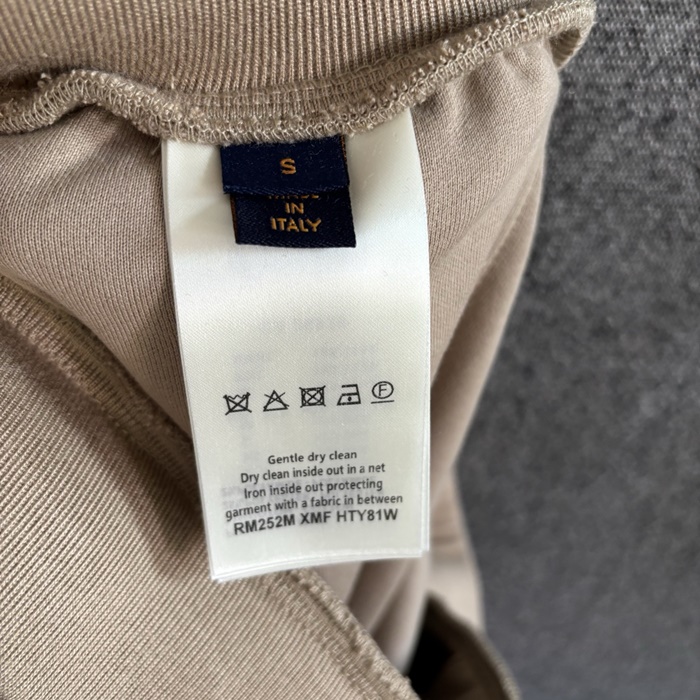 S
IN
ITALY
F
Gentle dry clean
Dry clean inside out in a net
Iron inside out protecting
garment with a fabric in between
RM252M XMF HTY81W